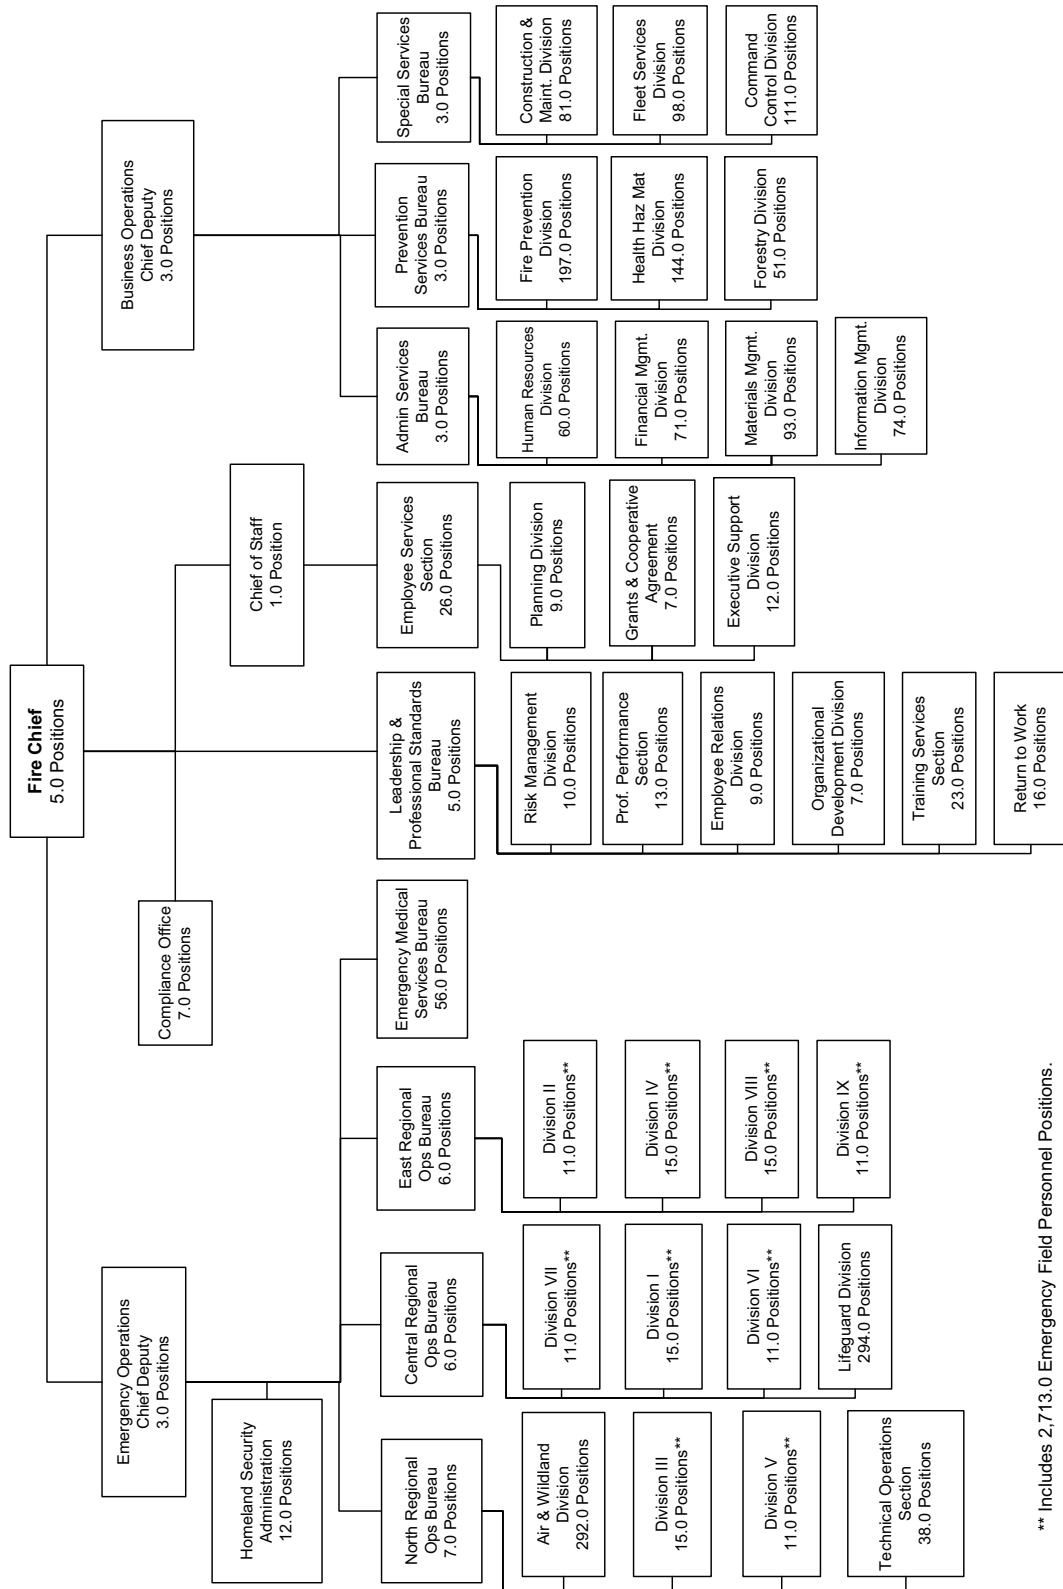 Fire Chief
5.0 Positions
Emergency Operations
Chief Deputy
3.0 Positions
Compliance Office
7.0 Positions
Business Operations
Chief Deputy
3.0 Positions
Homeland Security
Administration
12.0 Positions
Chief of Staff
1.0 Position
North Regional
Ops Bureau
7.0 Positions
Air & Wildland
Division
292.0 Positions
Division III
15.0 Positions**
Division V
11.0 Positions**
Technical Operations
Section
38.0 Positions
Central Regional
Ops Bureau
6.0 Positions
Division VII
11.0 Positions**
Division I
15.0 Positions**
Division VI
11.0 Positions**
Lifeguard Division
294.0 Positions
East Regional
Ops Bureau
6.0 Positions
Division II
11.0 Positions**
Division IV
15.0 Positions**
Division VIII
15.0 Positions**
Division IX
11.0 Positions**
Emergency Medical
Services Bureau
56.0 Positions
Leadership &
Professional Standards
Bureau
5.0 Positions
Risk Management
Division
10.0 Positions
Prof. Performance
Section
13.0 Positions
Employee Relations
Division
9.0 Positions
Organizational
Development Division
7.0 Positions
Training Services
Section
23.0 Positions
Return to Work
16.0 Positions
Employee Services
Section
26.0 Positions
Planning Division
9.0 Positions
Grants & Cooperative
Agreement
7.0 Positions
Executive Support
Division
12.0 Positions
Admin Services
Bureau
3.0 Positions
Human Resources
Division
60.0 Positions
Financial Mgmt.
Division
71.0 Positions
Materials Mgmt.
Division
93.0 Positions
Information Mgmt.
Division
74.0 Positions
Prevention
Services Bureau
3.0 Positions
Fire Prevention
Division
197.0 Positions
Health Haz Mat
Division
144.0 Positions
Forestry Division
51.0 Positions
Special Services
Bureau
3.0 Positions
Construction &
Maint. Division
81.0 Positions
Fleet Services
Division
98.0 Positions
Command
Control Division
111.0 Positions
** Includes 2,713.0 Emergency Field Personnel Positions.